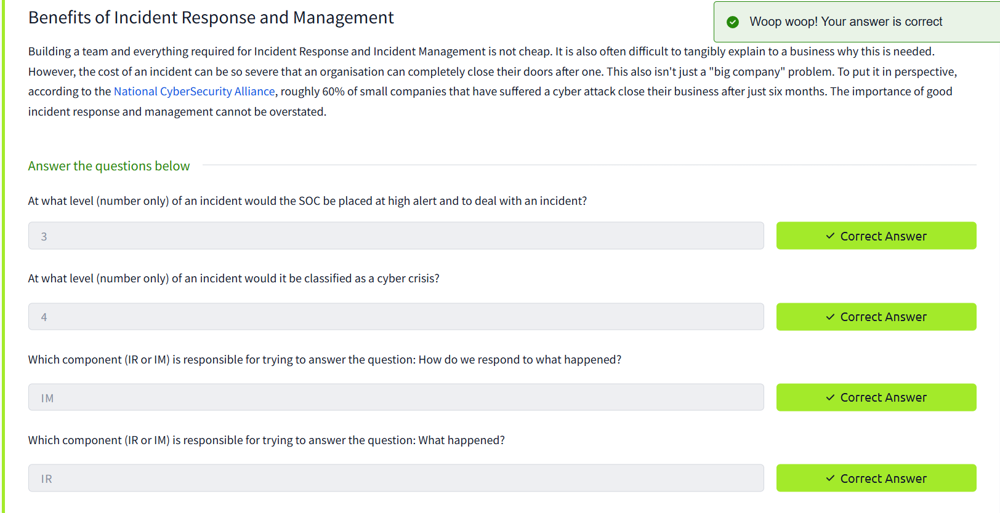 Benefits of Incident Response and Management
Woop woop! Your answer is correct
Building a team and everything required for Incident Response and Incident Management is not cheap. It is also often difficult to tangibly explain to a business why this is needed.
However, the cost of an incident can be so severe that an organisation can completely close their doors after one. This also isn't just a "big company" problem. To put it in perspective,
according to the National CyberSecurity Alliance, roughly 60% of small companies that have suffered a cyber attack close their business after just six months. The importance of good
incident response and management cannot be overstated.
Answer the questions below
At what level (number only) of an incident would the SOC be placed at high alert and to deal with an incident?
3
Correct Answer
At what level (number only) of an incident would it be classified as a cyber crisis?
4
Correct Answer
Which component (IR or IM) is responsible for trying to answer the question: How do we respond to what happened?
IM
Correct Answer
Which component (IR or IM) is responsible for trying to answer the question: What happened?
IR
Correct Answer